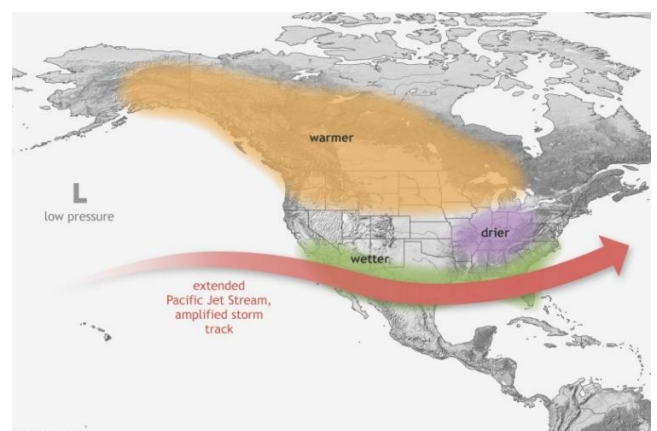 warmer
L
low pressure
drier
wetter
extended
Pacific Jet Stream,
amplified storm
track